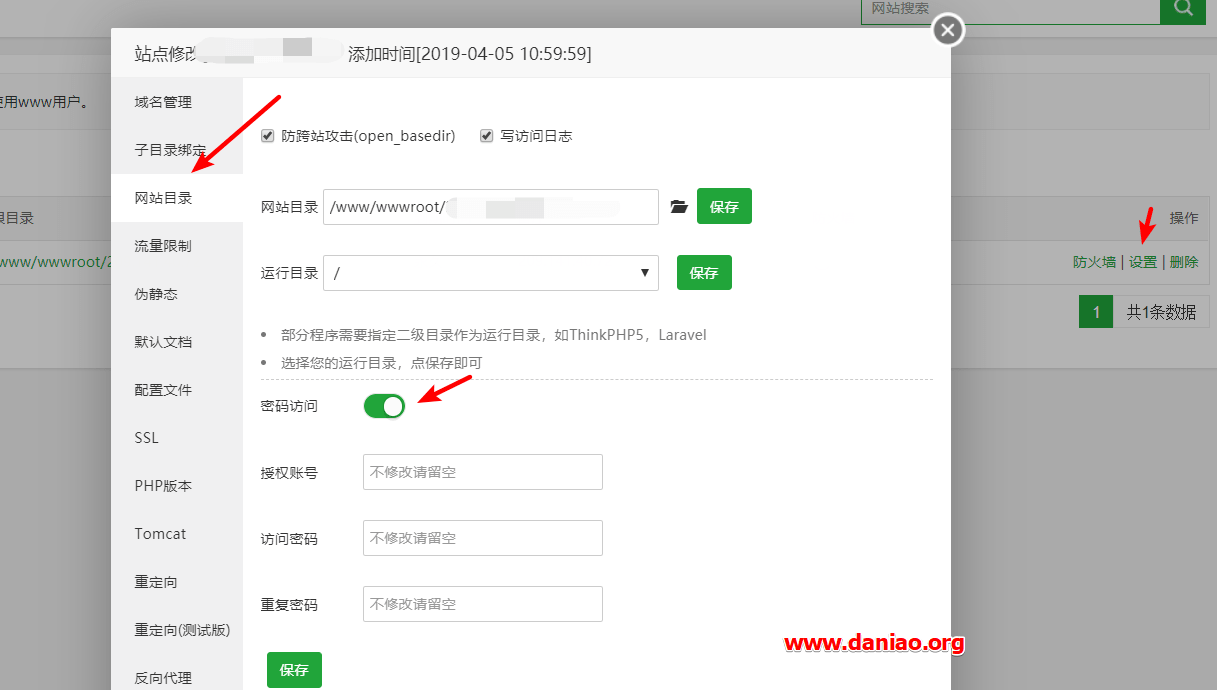 网站搜索
站点修改
添加时间[2019-04-05 10:59:59]
使用www用户。
域名管理
子目录绑定
网站目录
流量限制
伪静态
默认文档
配置文件
SSL
PHP版本
Tomcat
重定向
重定向(测试版)
反向代理
防跨站攻击(open_basedir) 写访问日志
网站目录 /www/wwwroot/ 保存
运行目录 / 保存
• 部分程序需要指定二级目录作为运行目录，如ThinkPHP5，Laravel
• 选择您的运行目录，点保存即可
密码访问
授权账号 不修改请留空
访问密码 不修改请留空
重复密码 不修改请留空
保存
目录
www/wwwroot/2
操作
防火墙 | 设置 | 删除
1 共1条数据
www.daniao.org